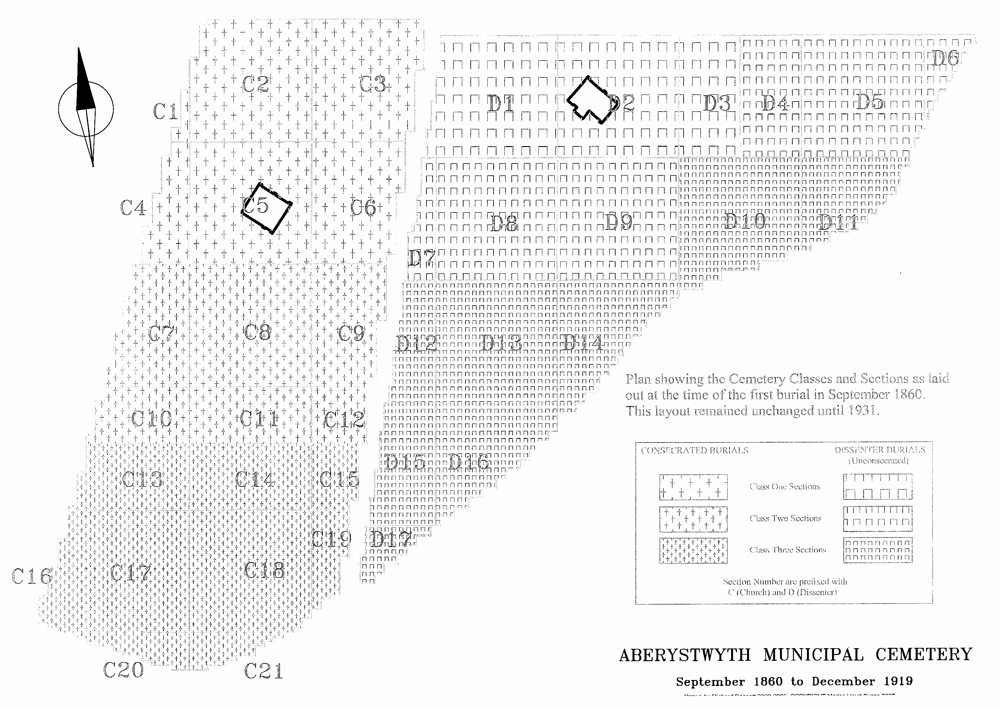 C2
C3
C1
D1
D2
D3
D4
D5
D6
C4
C5
C6
D8
D9
D10
D11
D7
C7
C8
C9
D12
D13
D14
Plan showing the Cemetery Classes and Sections as laid
out at the time of the first burial in September 1860.
This layout remained unchanged until 1931.
C10
C11
C12
CONSECRATED BURIALS
DISSENTER BURIALS
(Unconsecrated)
D15
D16
C13
C14
C15
Class One Sections
Class Two Sections
Class Three Sections
C19
D17
C16
C17
C18
Section Number are prefixed with
C (Church) and D (Dissenter)
C20
C21
ABERYSTWYTH MUNICIPAL CEMETERY
September 1860 to December 1919